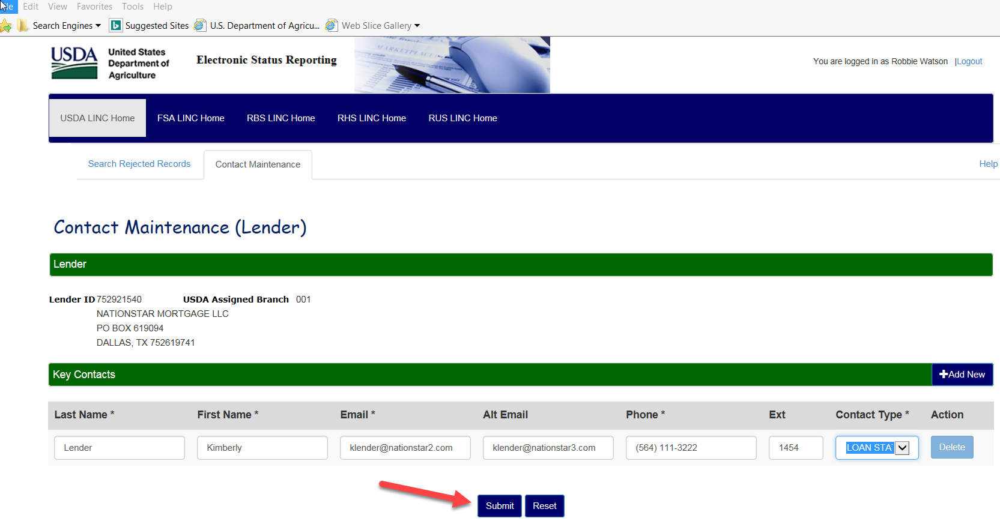 Edit View Favorites Tools Help
Search Engines Suggested Sites U.S. Department of Agricu... Web Slice Gallery
USDA United States Department of Agriculture
Electronic Status Reporting
MARKETPLACE
You are logged in as Robbie Watson |Logout
USDA LINC Home FSA LINC Home RBS LINC Home RHS LINC Home RUS LINC Home
Search Rejected Records Contact Maintenance Help
Contact Maintenance (Lender)
Lender
Lender ID 752921540 USDA Assigned Branch 001
NATIONSTAR MORTGAGE LLC
PO BOX 619094
DALLAS, TX 752619741
Key Contacts +Add New
Last Name * First Name * Email * Alt Email Phone * Ext Contact Type * Action
Lender Kimberly klender@nationstar2.com klender@nationstar3.com (564) 111-3222 1454 LOAN STA Delete
Submit Reset